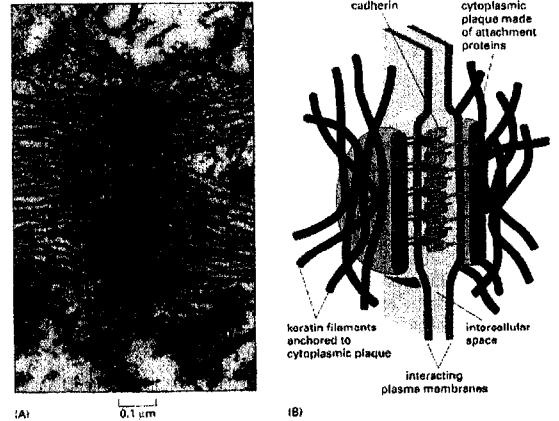 cadherin
cytoplasmic
plaque made
of attachment
proteins
keratin filaments
anchored to
cytoplasmic plaque
intercellular
space
interacting
plasma membranes
(A)
0.1 µm
(B)